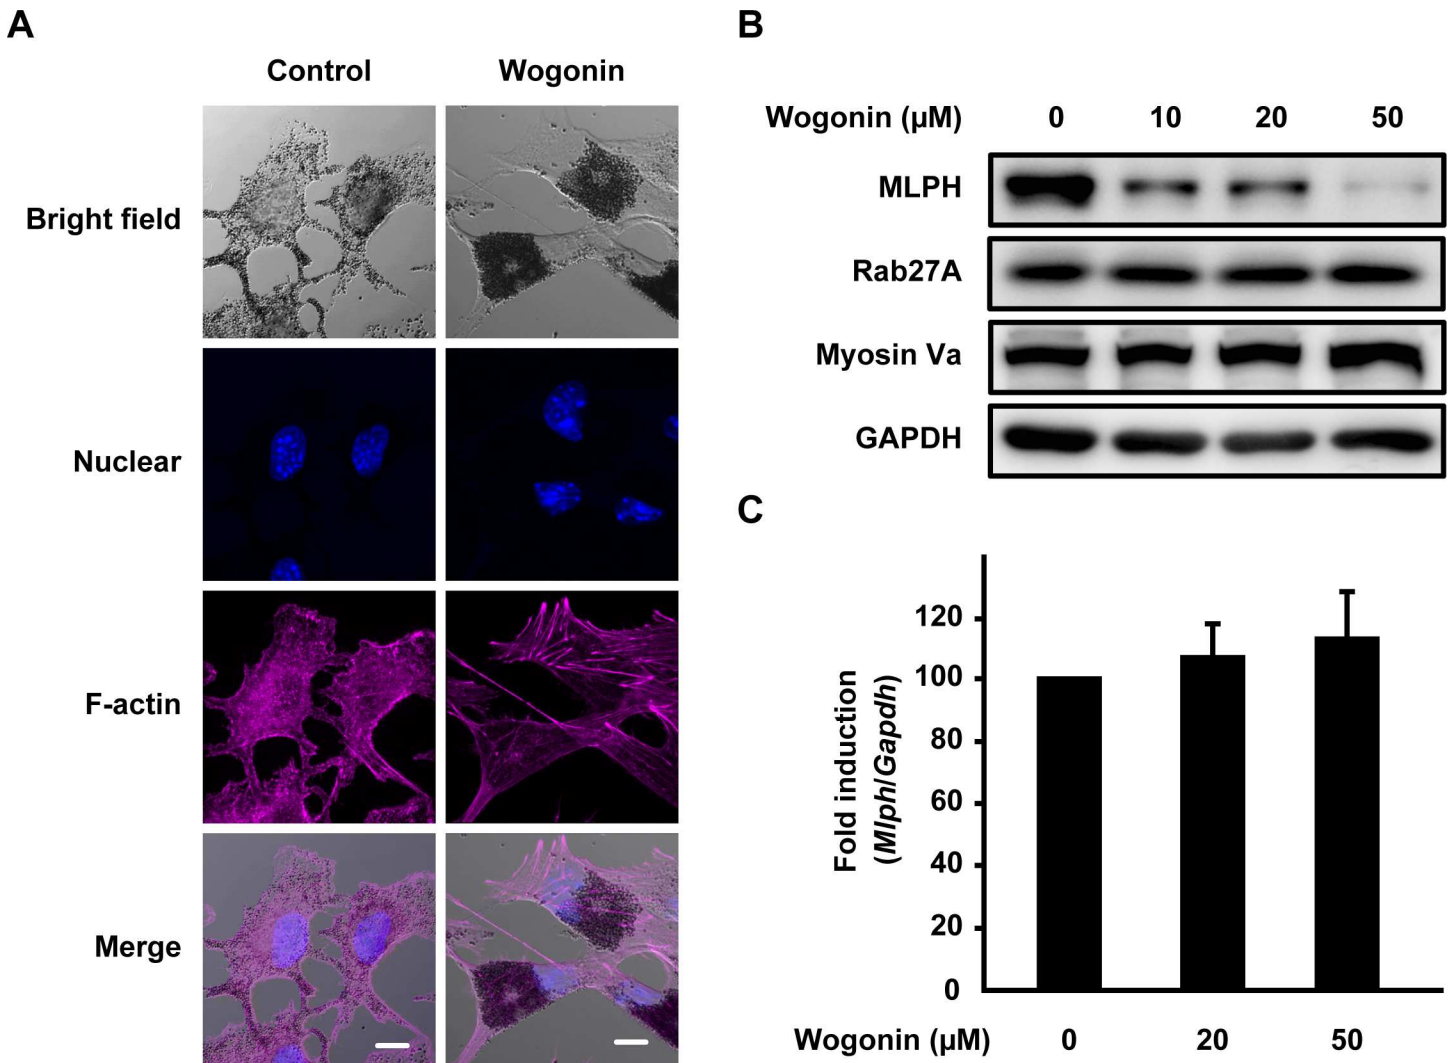 A
Control Wogonin
Bright field
Nuclear
F-actin
Merge
B
Wogonin (µM) 0 10 20 50
MLPH
Rab27A
Myosin Va
GAPDH
C
Fold induction
(Mlph/Gapdh)
120
100
80
60
40
20
0
Wogonin (µM) 0 20 50